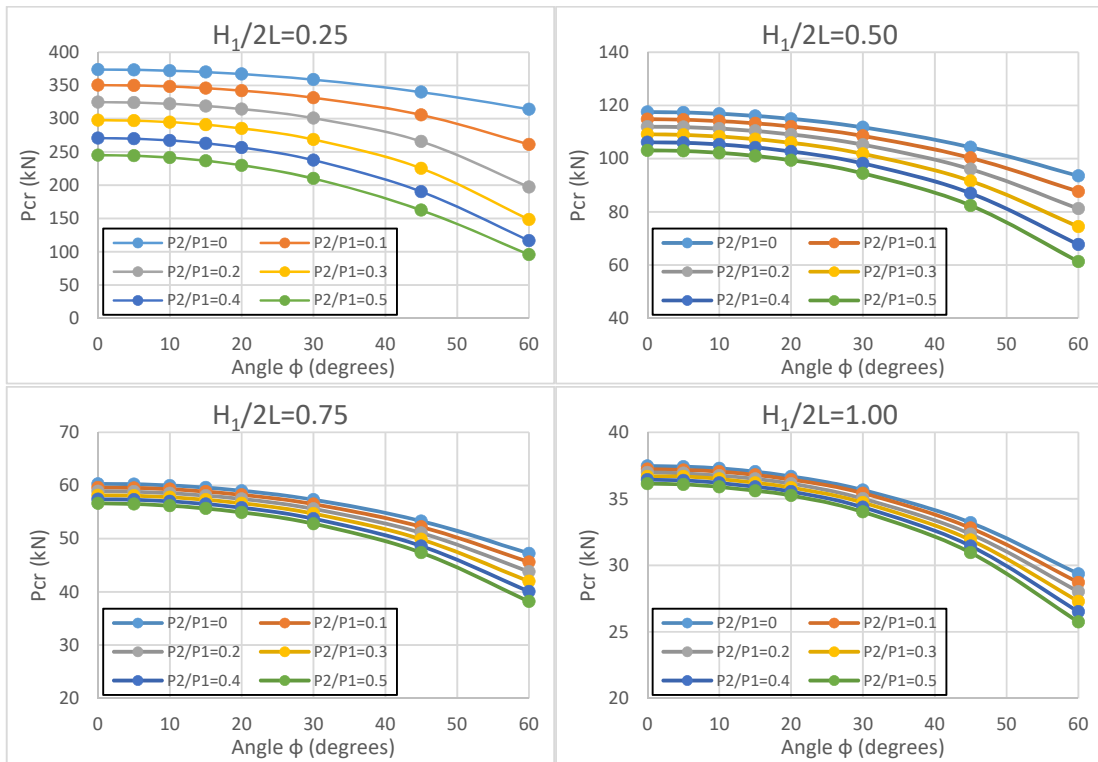 H₁/2L=0.25
400
350
300
250
200
150
100
50
0
Pcr (kN)
P2/P1=0 P2/P1=0.1
P2/P1=0.2 P2/P1=0.3
P2/P1=0.4 P2/P1=0.5
0 10 20 30 40 50 60
Angle ϕ (degrees)
H₁/2L=0.50
140
120
100
80
60
40
Pcr (kN)
P2/P1=0 P2/P1=0.1
P2/P1=0.2 P2/P1=0.3
P2/P1=0.4 P2/P1=0.5
0 10 20 30 40 50 60
Angle ϕ (degrees)
H₁/2L=0.75
70
60
50
40
30
20
Pcr (kN)
P2/P1=0 P2/P1=0.1
P2/P1=0.2 P2/P1=0.3
P2/P1=0.4 P2/P1=0.5
0 10 20 30 40 50 60
Angle ϕ (degrees)
H₁/2L=1.00
40
35
30
25
20
Pcr (kN)
P2/P1=0 P2/P1=0.1
P2/P1=0.2 P2/P1=0.3
P2/P1=0.4 P2/P1=0.5
0 10 20 30 40 50 60
Angle ϕ (degrees)